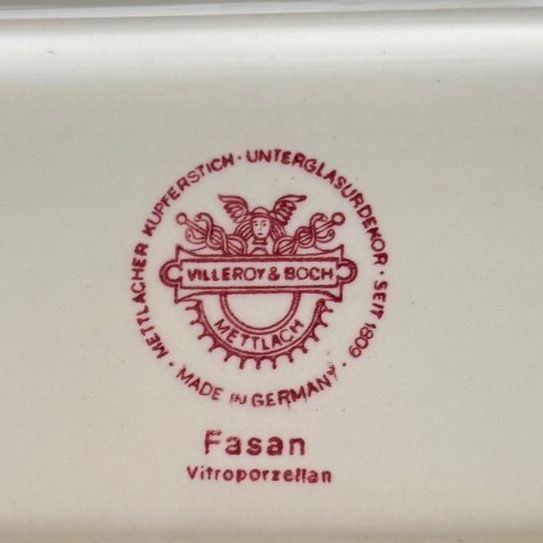 · METTLACHER KUPFERSTICH · UNTERGLASURDEKOR · SEIT 1809 ·
VILLEROY & BOCH
METTLACH
MADE IN GERMANY
Fasan
Vitroporzellan